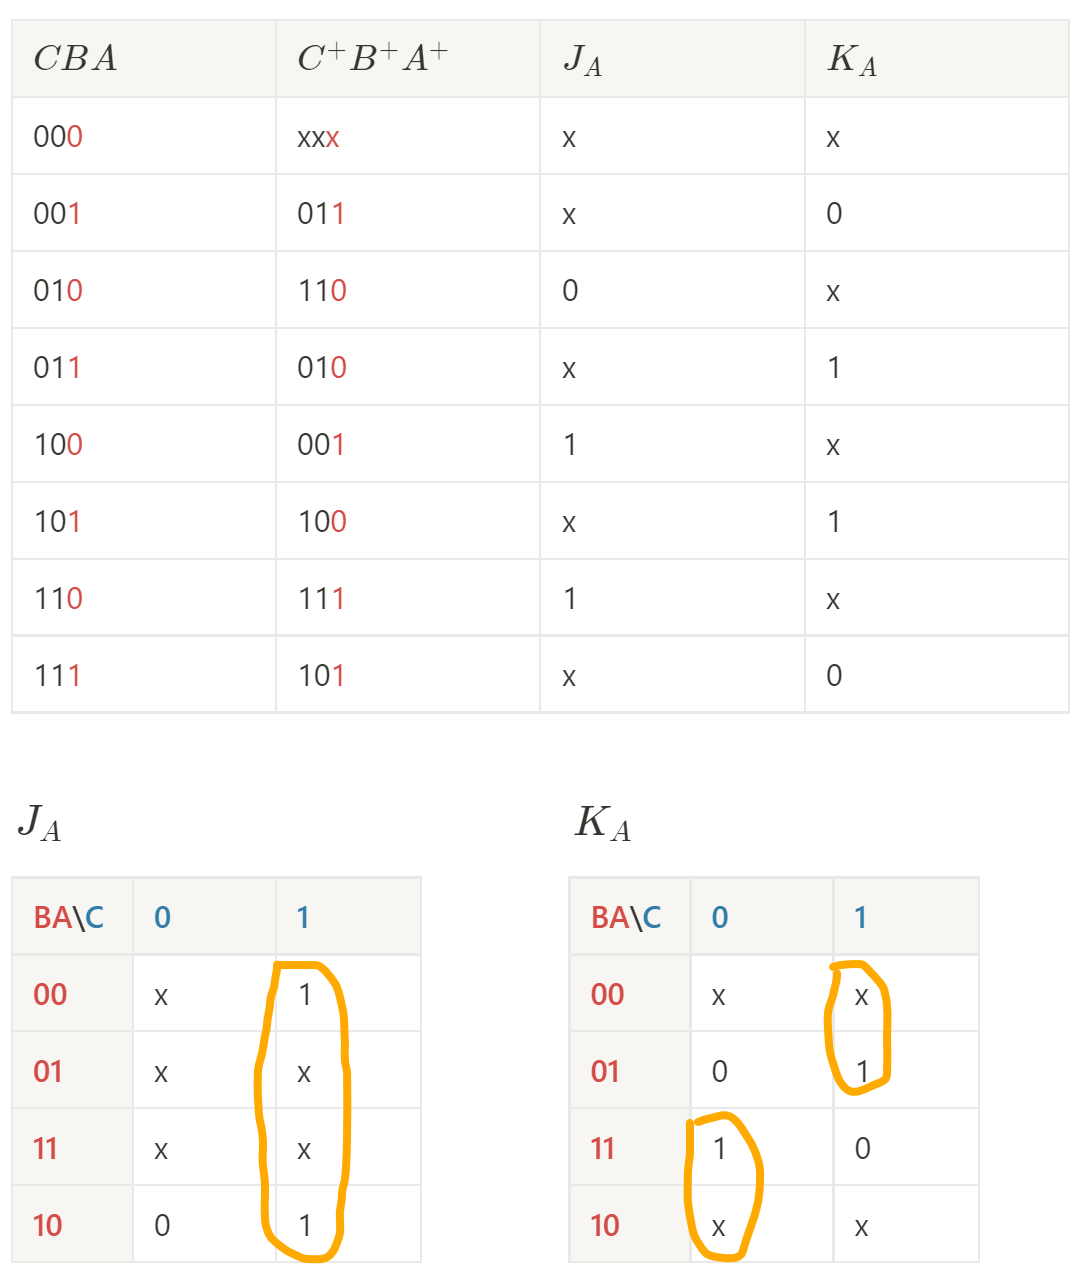 CBA C⁺B⁺A⁺ J_A K_A
000 xxx x x
001 011 x 0
010 110 0 x
011 010 x 1
100 001 1 x
101 100 x 1
110 111 1 x
111 101 x 0
J_A K_A
BA\C 0 1 BA\C 0 1
00 x 1 00 x x
01 x x 01 0 1
11 x x 11 1 0
10 0 1 10 x x